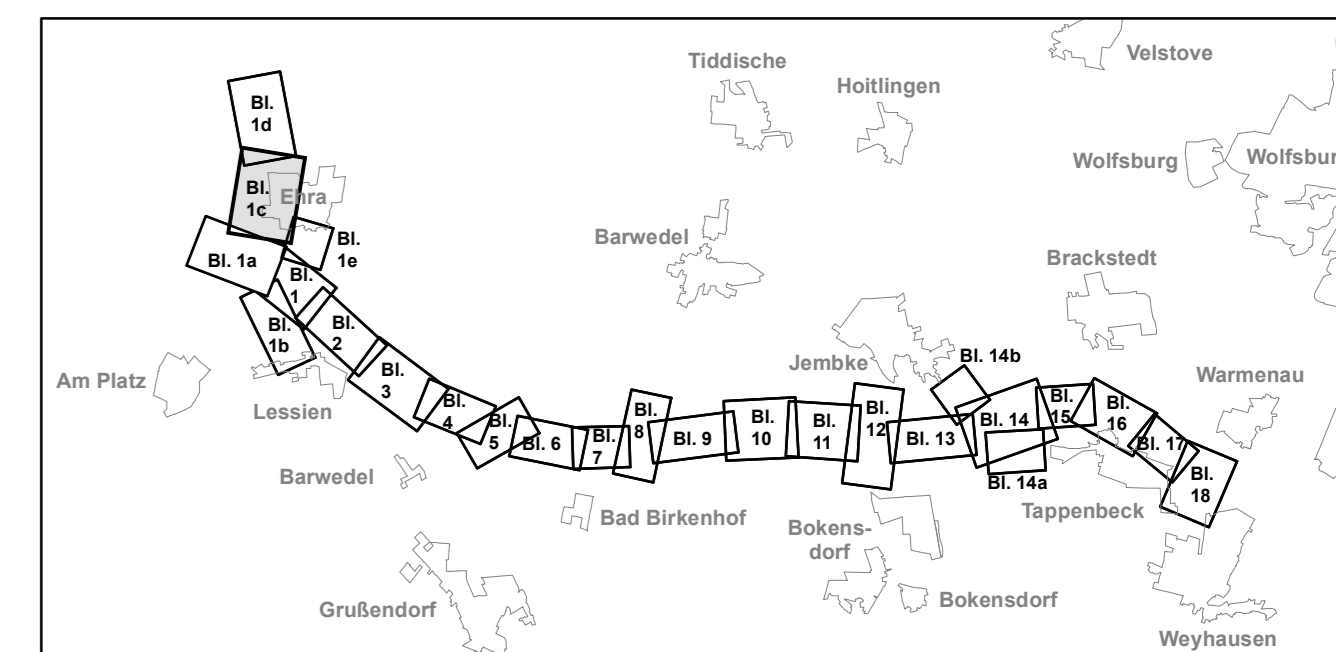 Velstove
Tiddische
Hoitlingen
Bl.
1d
Wolfsburg
Wolfsbur
Bl.
1c
Ehra
Barwedel
Bl.
1e
Bl. 1a
Brackstedt
Bl.
1
Bl.
1b
Bl.
2
Jembke
Bl. 14b
Am Platz
Bl.
3
Warmenau
Lessien
Bl.
4
Bl.
5
Bl. 6
Bl.
7
Bl.
8
Bl. 9
Bl.
10
Bl.
11
Bl.
12
Bl. 13
Bl. 14
Bl.
15
Bl.
16
Bl. 17
Bl.
18
Barwedel
Bl. 14a
Bad Birkenhof
Tappenbeck
Bokens-
dorf
Grußendorf
Bokensdorf
Weyhausen